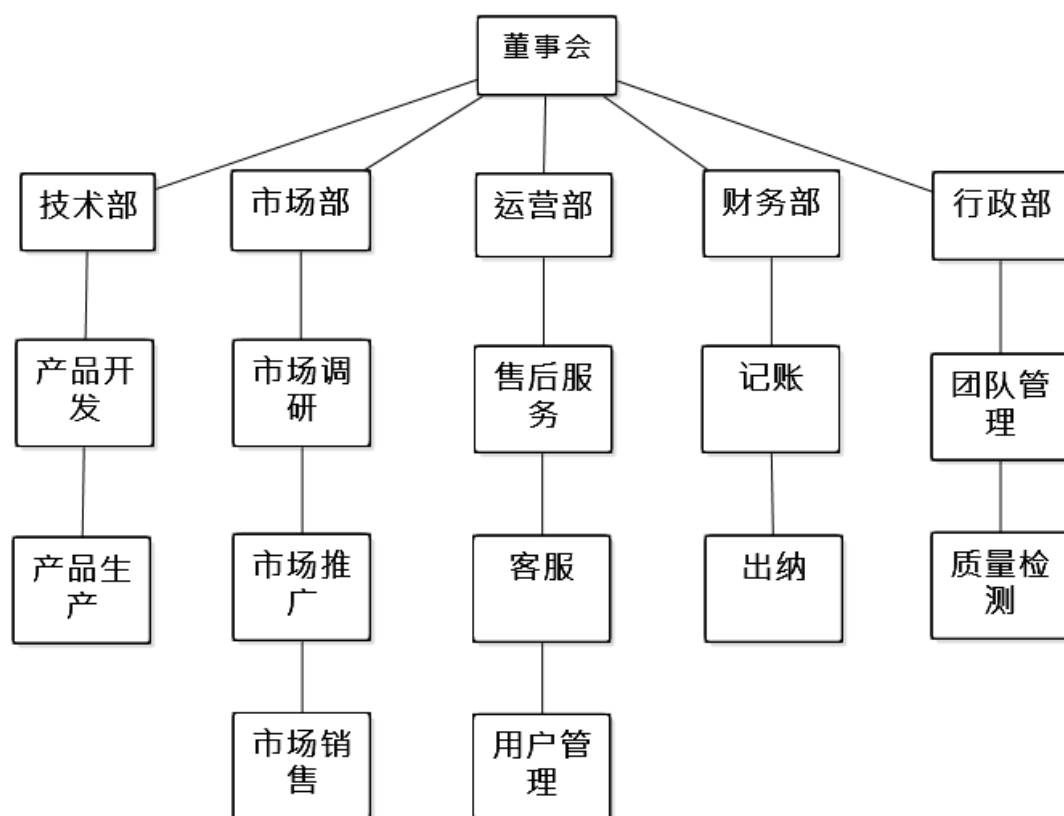 董事会
技术部
市场部
运营部
财务部
行政部
产品开
发
市场调
研
售后服
务
记账
团队管
理
产品生
产
市场推
广
客服
出纳
质量检
测
市场销
售
用户管
理